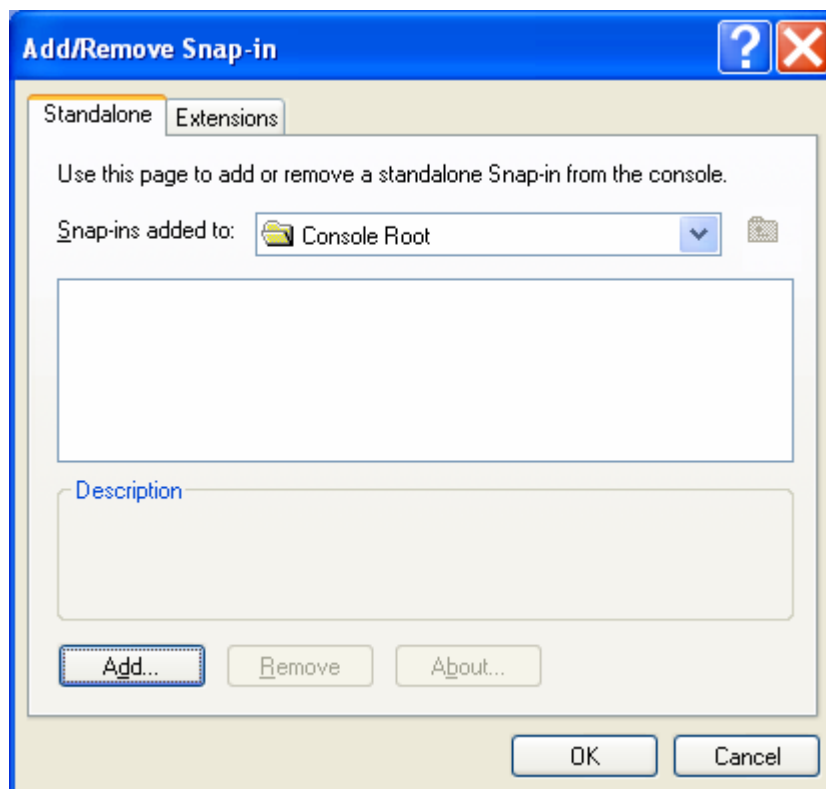 Add/Remove Snap-in
Standalone
Extensions
Use this page to add or remove a standalone Snap-in from the console.
Snap-ins added to:
Console Root
Description
Add...
Remove
About...
OK
Cancel